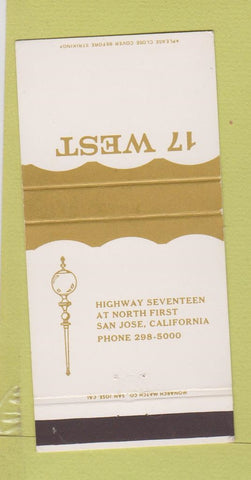 *PLEASE CLOSE COVER BEFORE STRIKING*
17 WEST
HIGHWAY SEVENTEEN
AT NORTH FIRST
SAN JOSE, CALIFORNIA
PHONE 298-5000
MONARCH MATCH CO. SAN JOSE, CAL